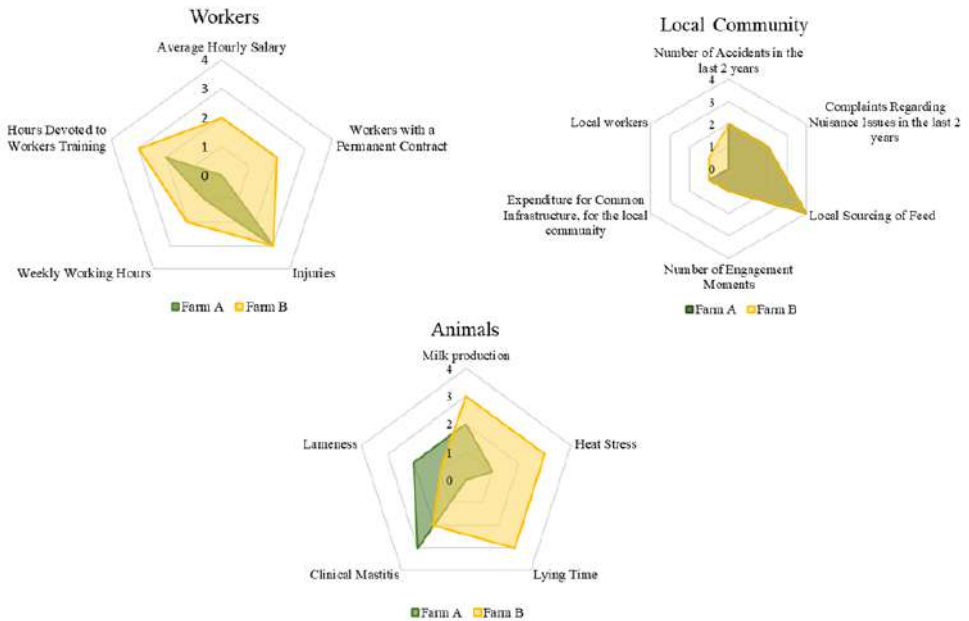 Workers
Average Hourly Salary
4
3
2
1
0
Hours Devoted to
Workers Training
Workers with a
Permanent Contract
Weekly Working Hours
Injuries
Farm A
Farm B
Local Community
Number of Accidents in the
last 2 years
4
3
2
1
0
Local workers
Complaints Regarding
Nuisance Issues in the last 2
years
Expenditure for Common
Infrastructure, for the local
community
Local Sourcing of Feed
Number of Engagement
Moments
Farm A
Farm B
Animals
Milk production
4
3
2
1
0
Lameness
Heat Stress
Clinical Mastitis
Lying Time
Farm A
Farm B